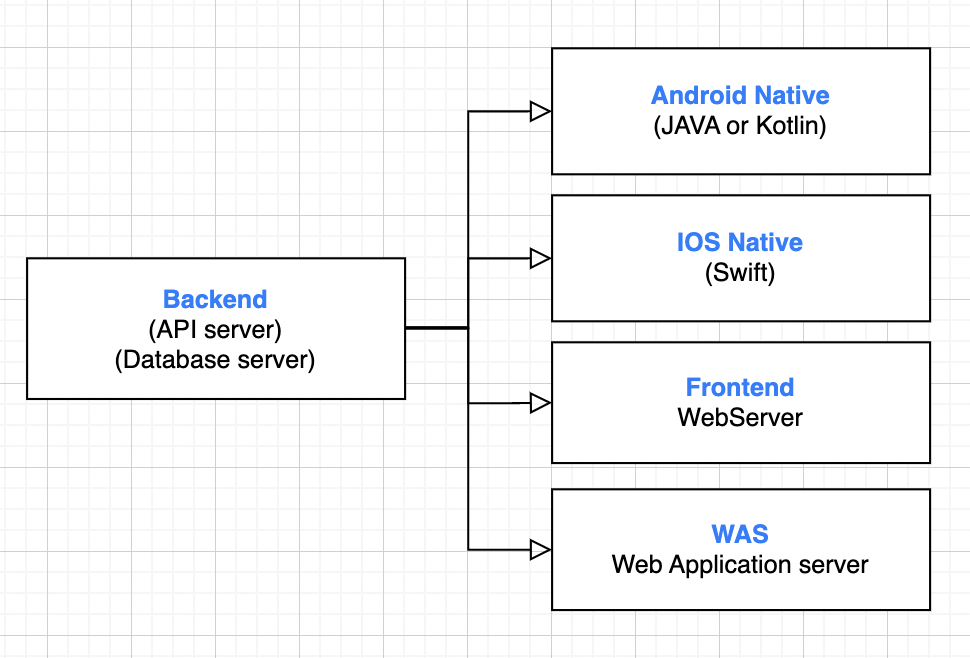 Android Native
(JAVA or Kotlin)
IOS Native
(Swift)
Backend
(API server)
(Database server)
Frontend
WebServer
WAS
Web Application server